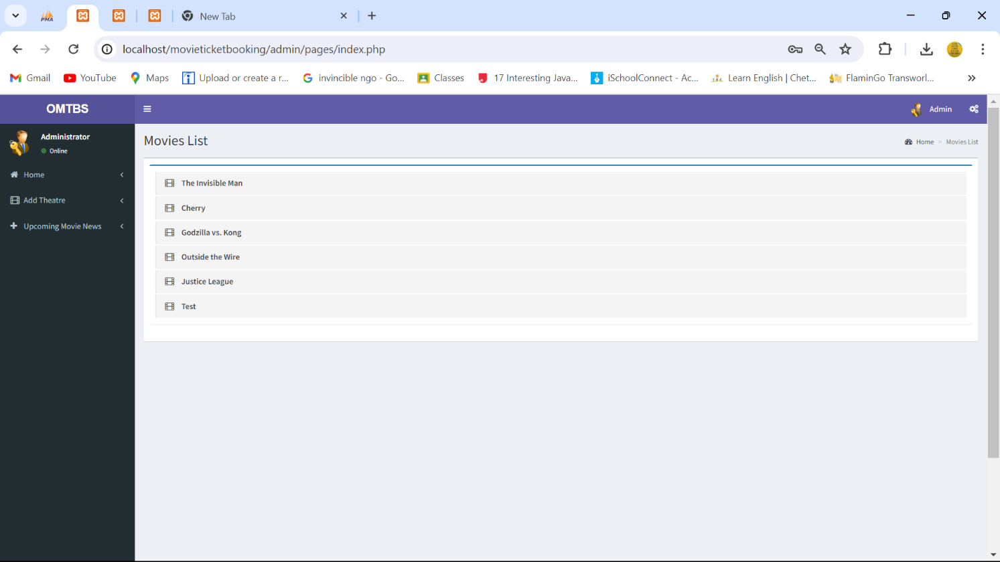 PMA
New Tab
localhost/movieticketbooking/admin/pages/index.php
Gmail YouTube Maps Upload or create a r... invincible ngo - Go... Classes 17 Interesting Java... iSchoolConnect - Ac... Learn English | Chet... FlaminGo Transworl...
OMTBS
Admin
Administrator
Online
Home
Add Theatre
Upcoming Movie News
Movies List
Home > Movies List
The Invisible Man
Cherry
Godzilla vs. Kong
Outside the Wire
Justice League
Test